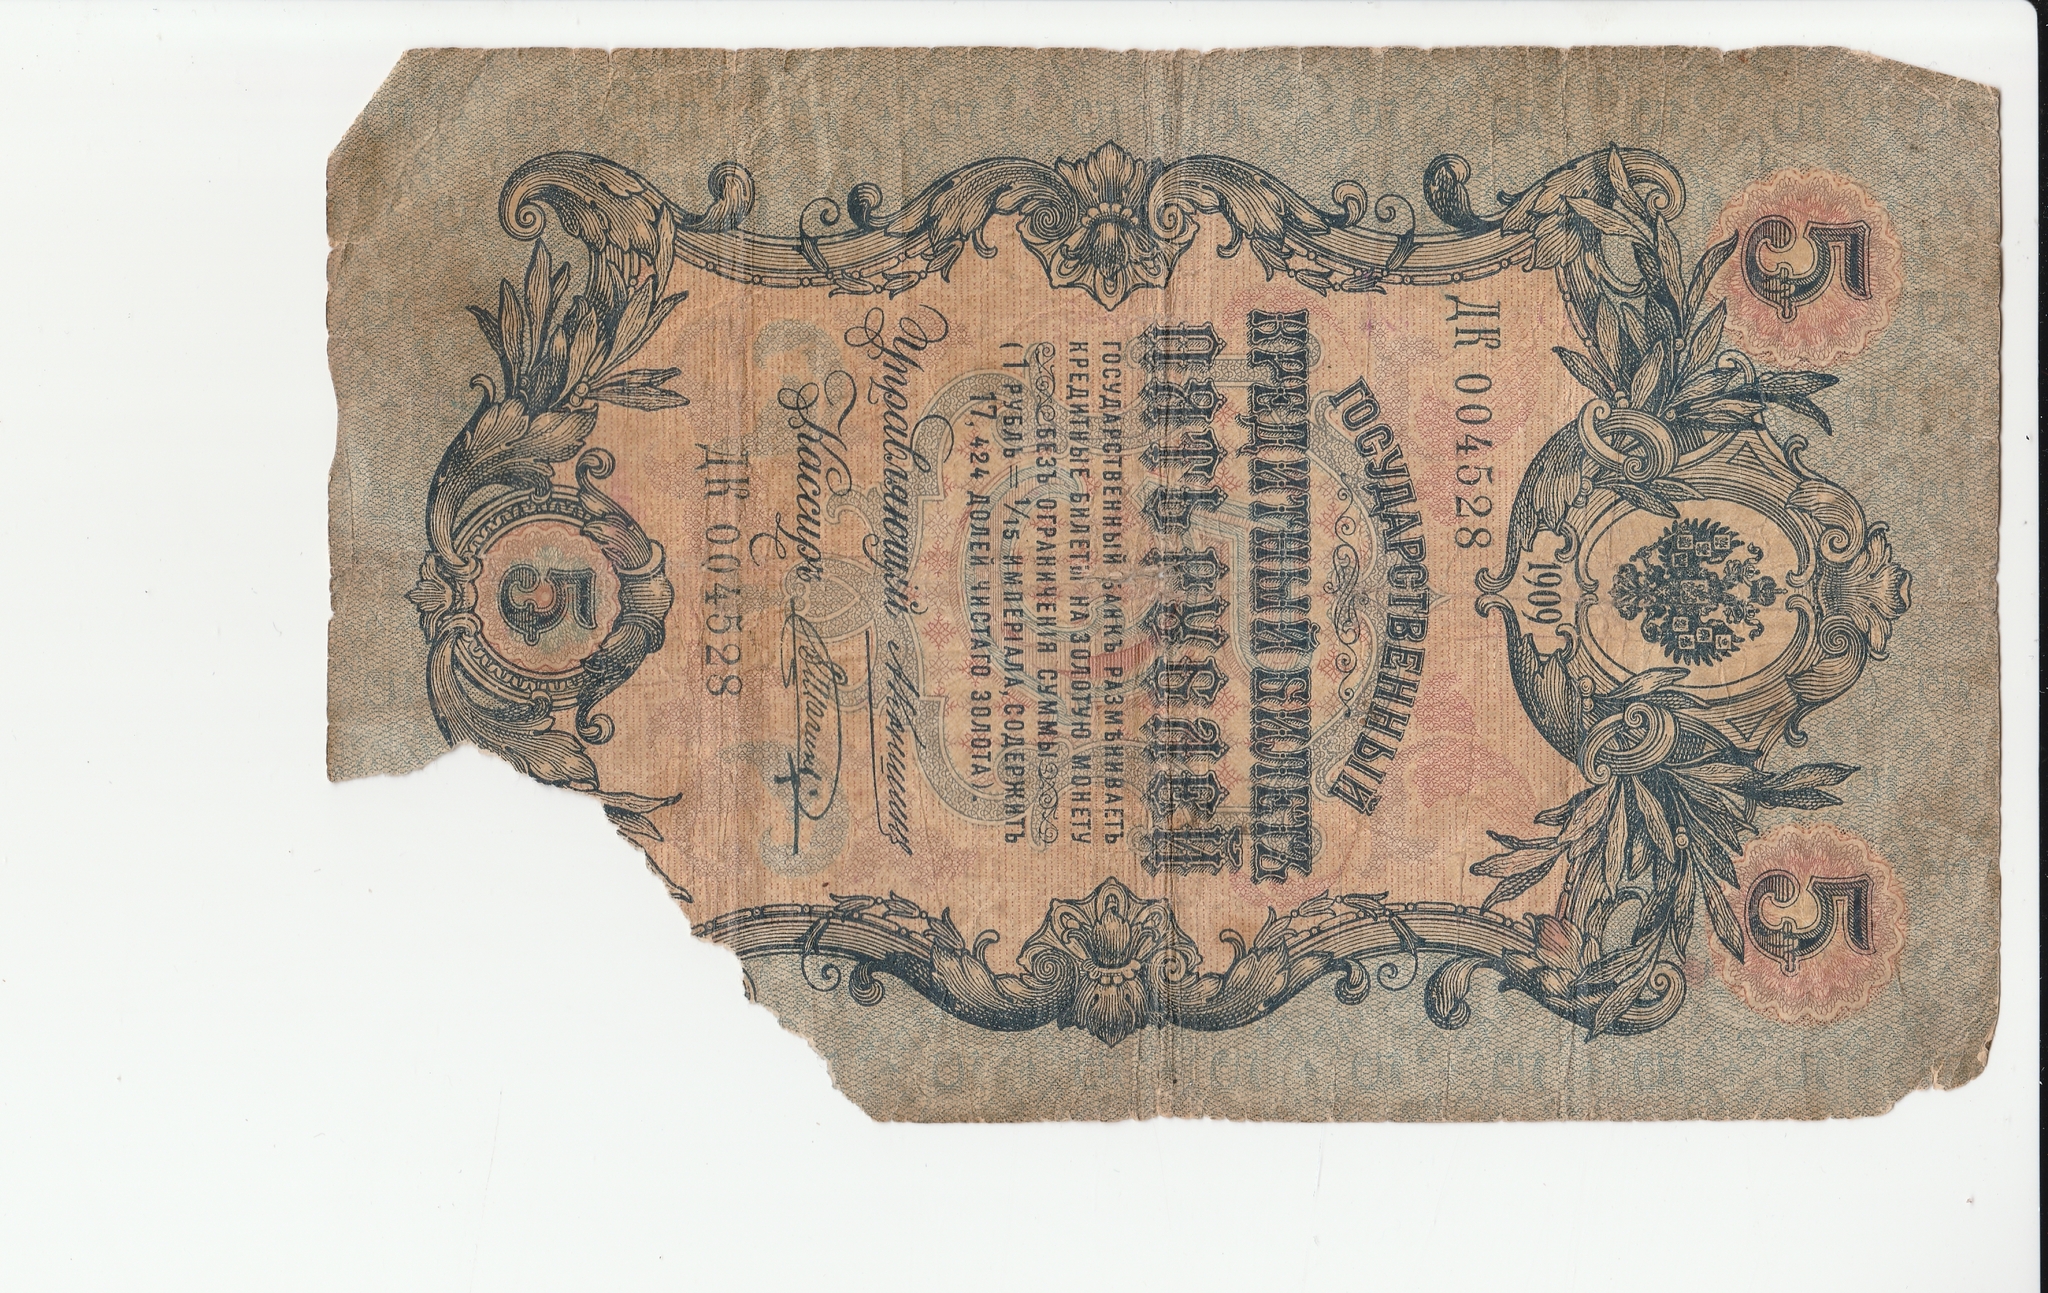 5 5
1909
ДК 004528
ГОСУДАРСТВЕННЫЙ
КРЕДИТНЫЙ БИЛЕТЪ
ПЯТЬ РУБЛЕЙ
ГОСУДАРСТВЕННЫЙ БАНКЪ РАЗМѢНИВАЕТЪ
КРЕДИТНЫЕ БИЛЕТЫ НА ЗОЛОТУЮ МОНЕТУ
БЕЗЪ ОГРАНИЧЕНІЯ СУММЫ
(1 РУБЛЬ = 1/15 ИМПЕРІАЛА, СОДЕРЖИТЪ
17,424 ДОЛЕЙ ЧИСТАГО ЗОЛОТА).
Управляющій
Кассиръ
ДК 004528
5